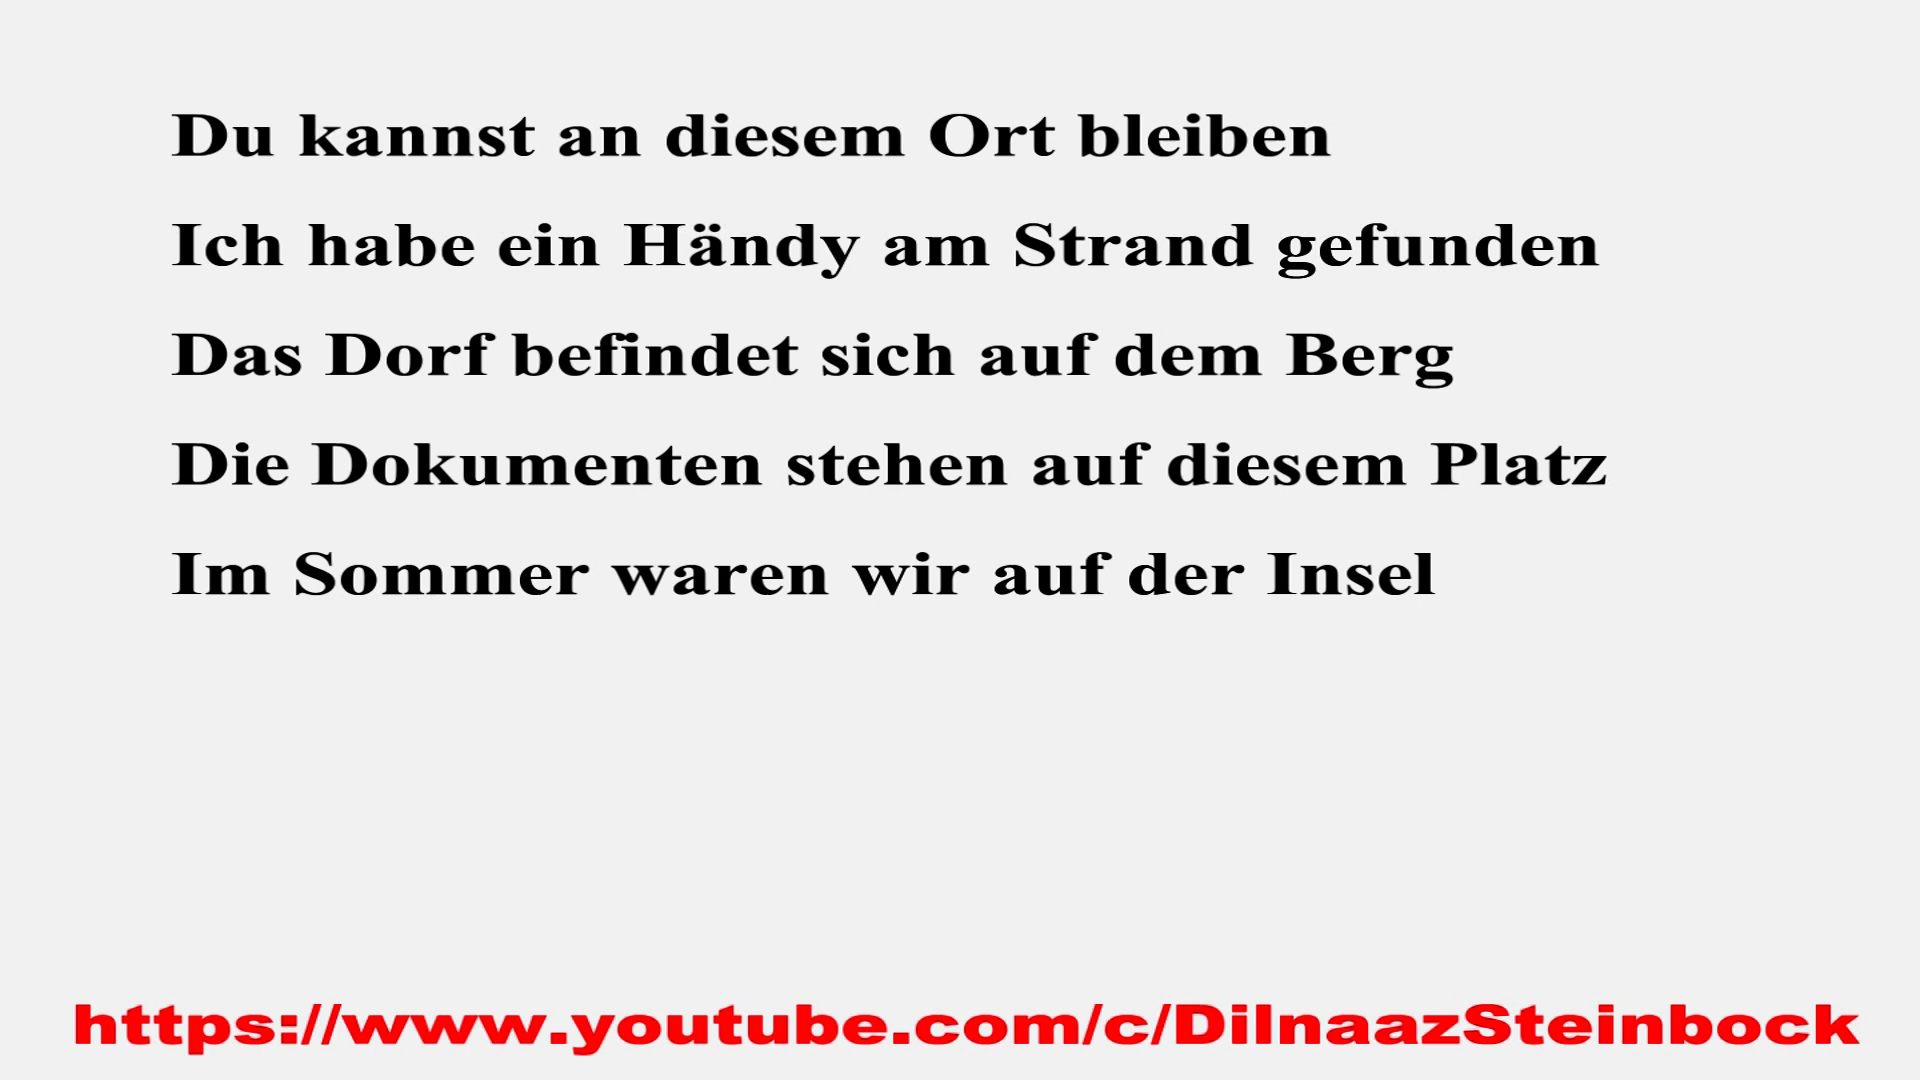 Du kannst an diesem Ort bleiben
Ich habe ein Händy am Strand gefunden
Das Dorf befindet sich auf dem Berg
Die Dokumenten stehen auf diesem Platz
Im Sommer waren wir auf der Insel
https://www.youtube.com/c/DilnaazSteinbock